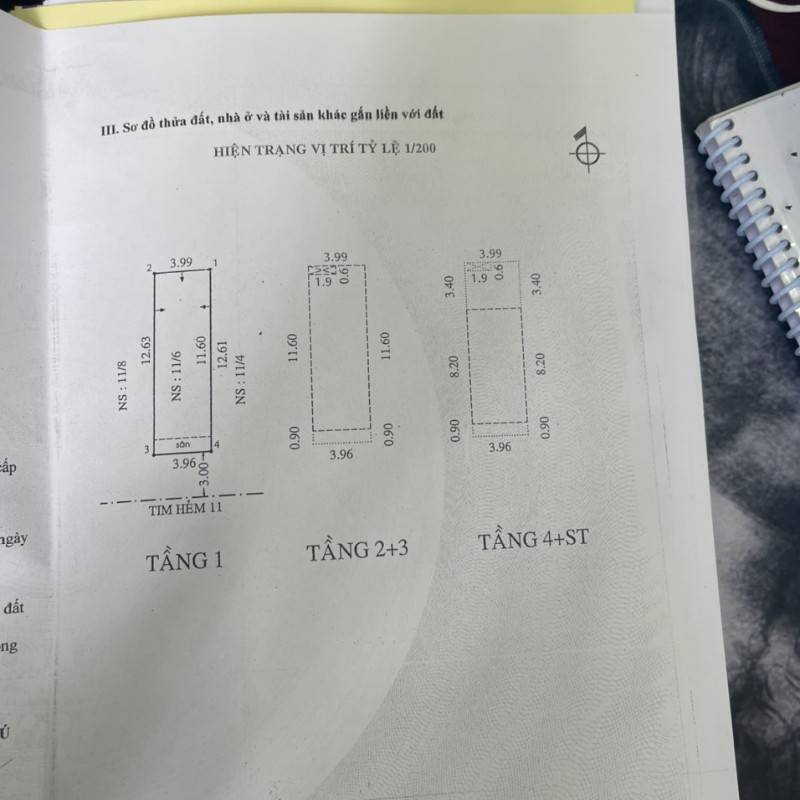 III. Sơ đồ thửa đất, nhà ở và tài sản khác gắn liền với đất
HIỆN TRẠNG VỊ TRÍ TỶ LỆ 1/200
2 3.99 1
NS : 11/8
12.63
NS : 11/6
11.60
12.61
NS : 11/4
3 sân 4
3.96
3.00
TIM HẺM 11
TẦNG 1
3.99
1.9 0.6
11.60 11.60
0.90 0.90
3.96
TẦNG 2+3
3.99
1.9 0.6
3.40 3.40
8.20 8.20
0.90 0.90
3.96
TẦNG 4+ST
cấp
ngày
đất